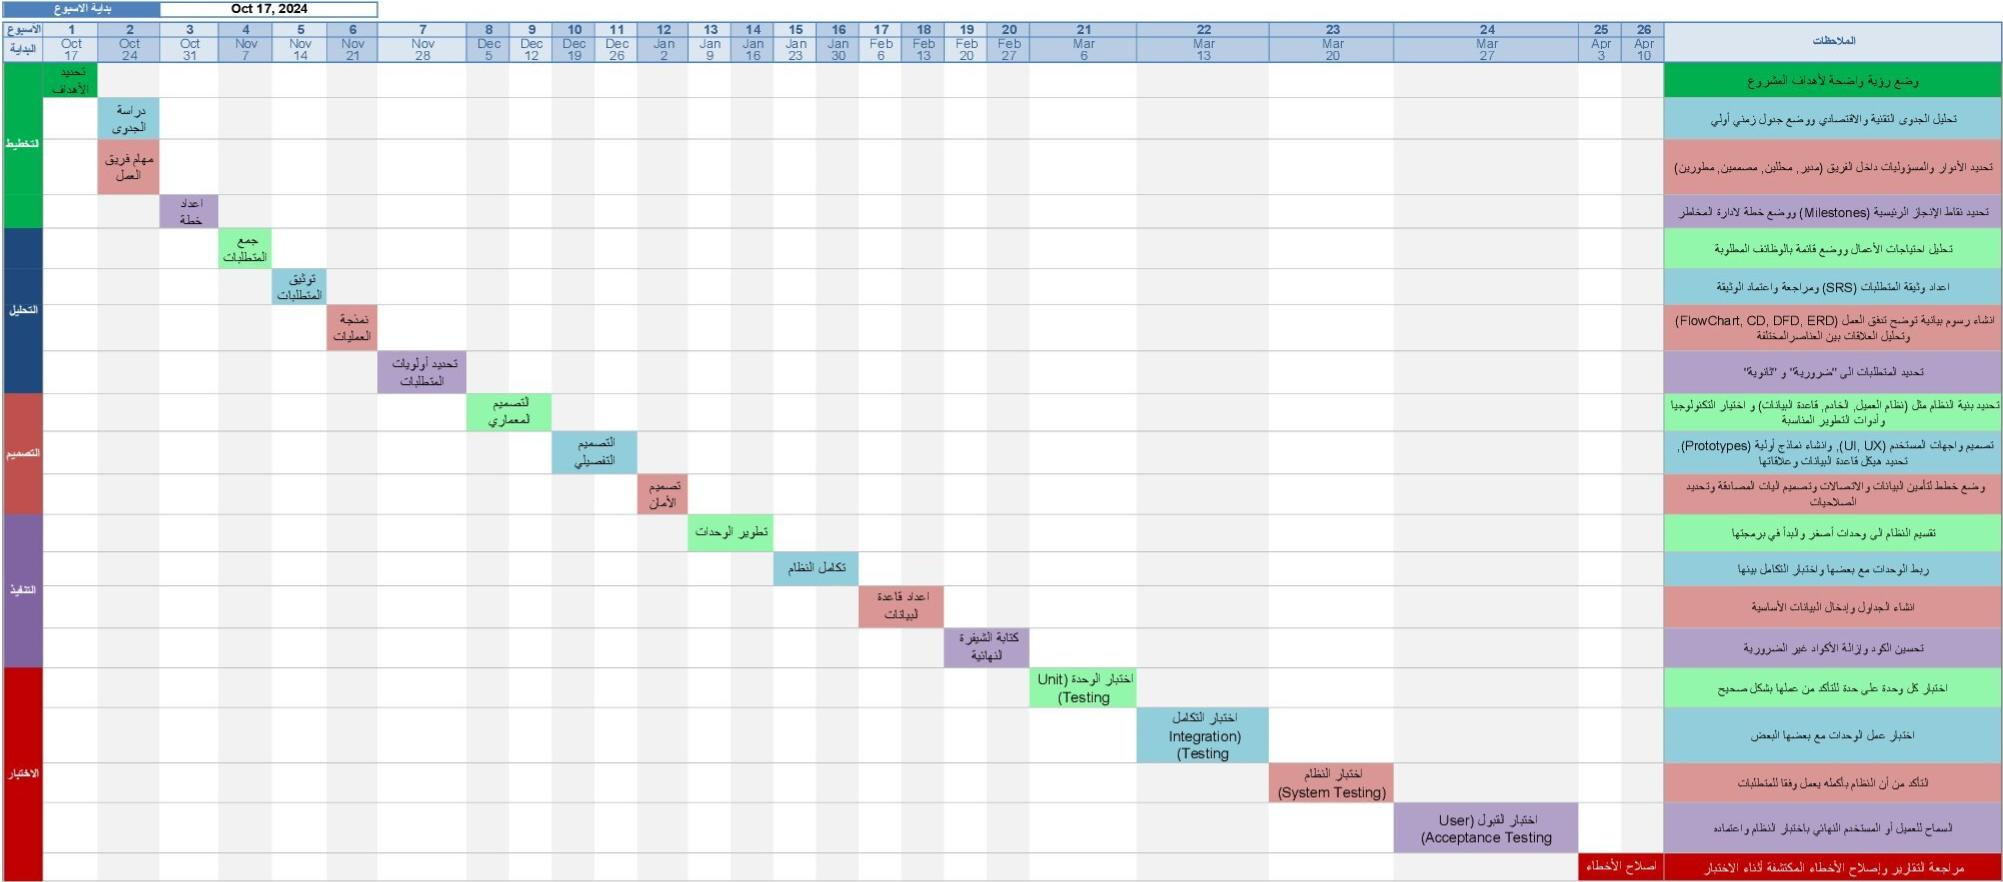 بداية الاسبوع
Oct 17, 2024
الأسبوع 1 2 3 4 5 6 7 8 9 10 11 12 13 14 15 16 17 18 19 20 21 22 23 24 25 26
البداية Oct 17 Oct 24 Oct 31 Nov 7 Nov 14 Nov 21 Nov 28 Dec 5 Dec 12 Dec 19 Dec 26 Jan 2 Jan 9 Jan 16 Jan 23 Jan 30 Feb 6 Feb 13 Feb 20 Feb 27 Mar 6 Mar 13 Mar 20 Mar 27 Apr 3 Apr 10
الملاحظات
التخطيط
تحديد
الأهداف
وضع رؤية واضحة لأهداف المشروع
دراسة
الجدوى
تحليل الجدوى التقنية والاقتصادي ووضع جدول زمني أولي
مهام فريق
العمل
تحديد الأدوار والمسؤوليات داخل الفريق (مدير, محللين, مصممين, مطورين)
اعداد
خطة
تحديد نقاط الإنجاز الرئيسية (Milestones) ووضع خطة لادارة المخاطر
التحليل
جمع
المتطلبات
تحليل احتياجات الأعمال ووضع قائمة بالوظائف المطلوبة
توثيق
المتطلبات
اعداد وثيقة المتطلبات (SRS) ومراجعة واعتماد الوثيقة
نمذجة
العمليات
انشاء رسوم بيانية توضح تدفق العمل (FlowChart, CD, DFD, ERD)
وتحليل العلاقات بين العناصرالمختلفة
تحديد أولويات
المتطلبات
تحديد المتطلبات الى "ضرورية" و "ثانوية"
التصميم
التصميم
المعماري
تحديد بنية النظام مثل (نظام العميل, الخادم, قاعدة البيانات) و اختيار التكنولوجيا
وأدوات التطوير المناسبة
التصميم
التفصيلي
تصميم واجهات المستخدم (UI, UX), وانشاء نماذج أولية (Prototypes),
تحديد هيكل قاعدة البيانات وعلاقاتها
تصميم
الأمان
وضع خطط لتأمين البيانات والاتصالات وتصميم اليات المصادقة وتحديد
الصلاحيات
التنفيذ
تطوير الوحدات
تقسيم النظام الى وحدات أصغر والبدأ في برمجتها
تكامل النظام
ربط الوحدات مع بعضها واختبار التكامل بينها
اعداد قاعدة
البيانات
انشاء الجداول وإدخال البيانات الأساسية
كتابة الشيفرة
النهائية
تحسين الكود وازالة الأكواد غير الضرورية
الاختبار
اختبار الوحدة (Unit
Testing)
اختبار كل وحدة على حدة للتأكد من عملها بشكل صحيح
اختبار التكامل
(Integration
Testing)
اختبار عمل الوحدات مع بعضها البعض
اختبار النظام
(System Testing)
التأكد من أن النظام بأكمله يعمل وفقا للمتطلبات
اختبار القبول (User
Acceptance Testing)
السماح للعميل أو المستخدم النهائي باختبار النظام واعتماده
اصلاح الأخطاء
مراجعة التقارير وإصلاح الأخطاء المكتشفة أثناء الاختبار